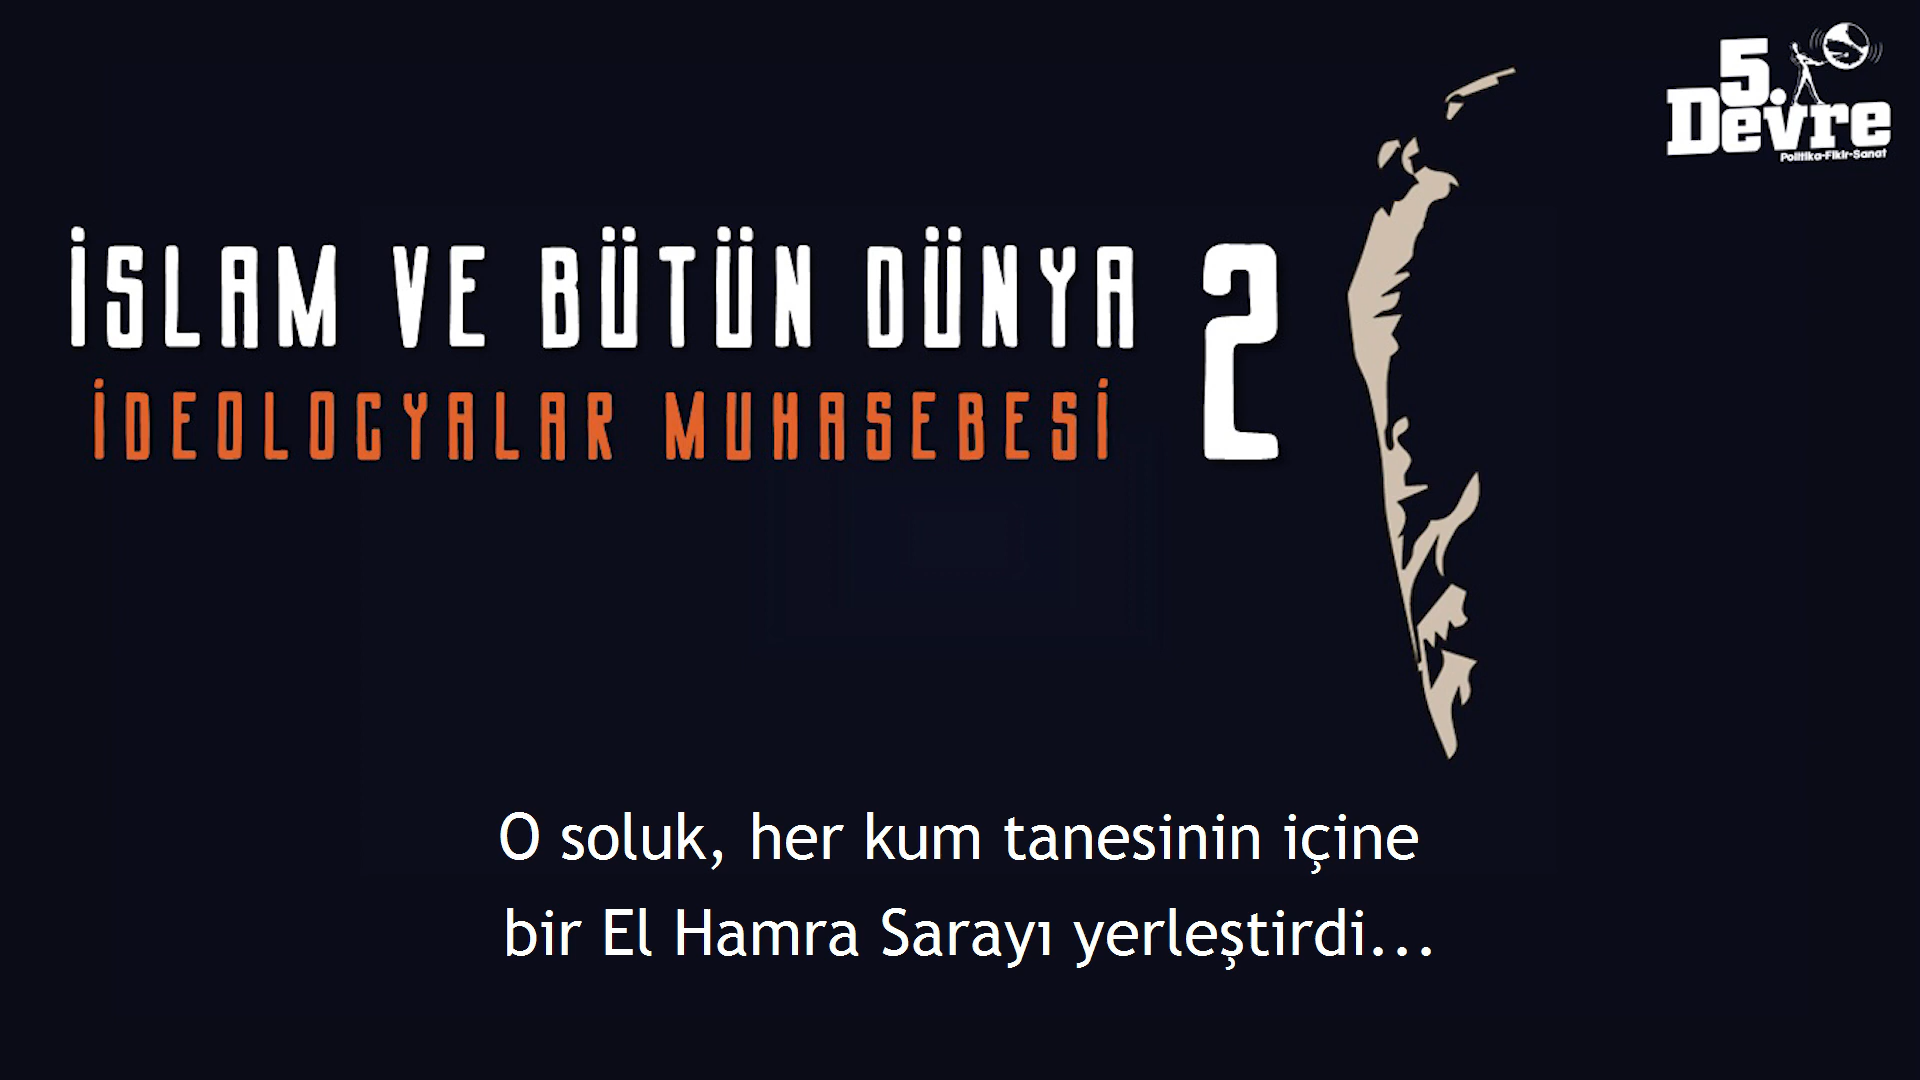 5.
Devre
Politika-Fikir-Sanat
İSLAM VE BÜTÜN DÜNYA 2
İDEOLOCYALAR MUHASEBESİ
O soluk, her kum tanesinin içine
bir El Hamra Sarayı yerleştirdi...